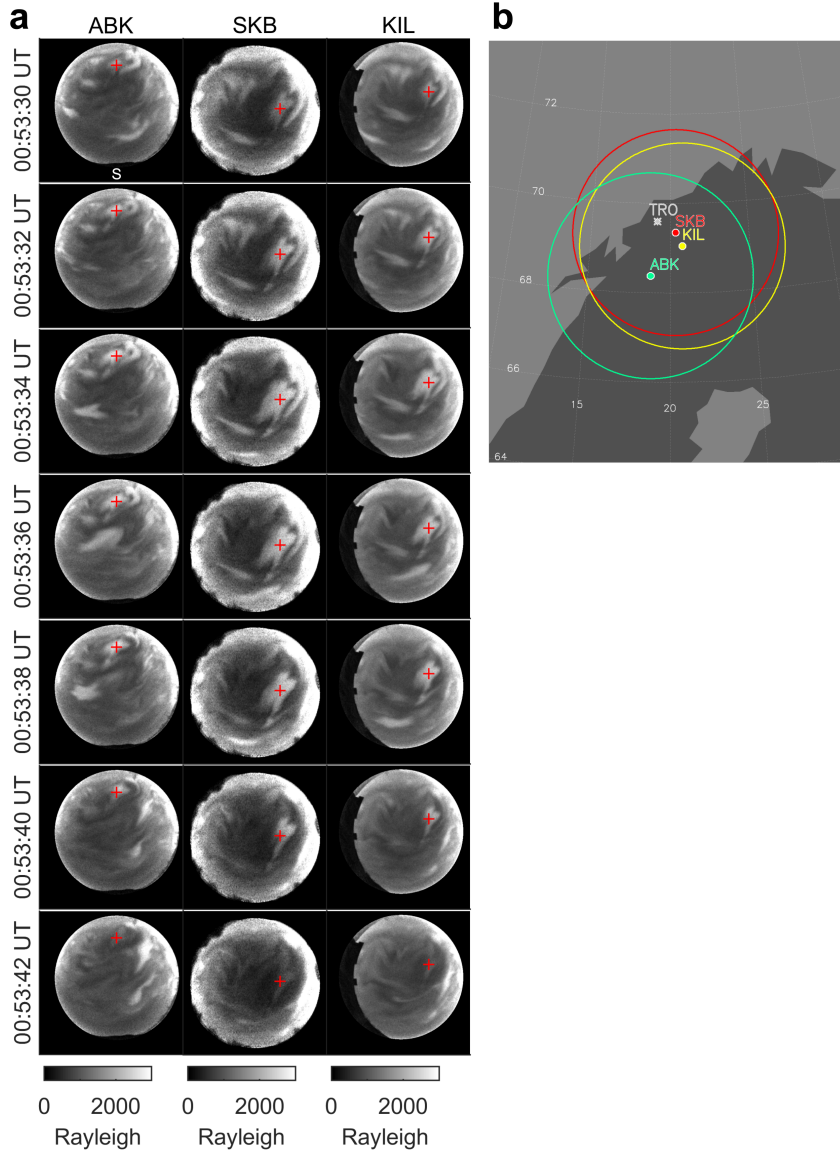 a
ABK SKB KIL
00:53:30 UT
S
00:53:32 UT
00:53:34 UT
00:53:36 UT
00:53:38 UT
00:53:40 UT
00:53:42 UT
0 2000 0 2000 0 2000
Rayleigh Rayleigh Rayleigh
b
72
70
TRO
SKB
KIL
ABK
68
66
15 20 25
64